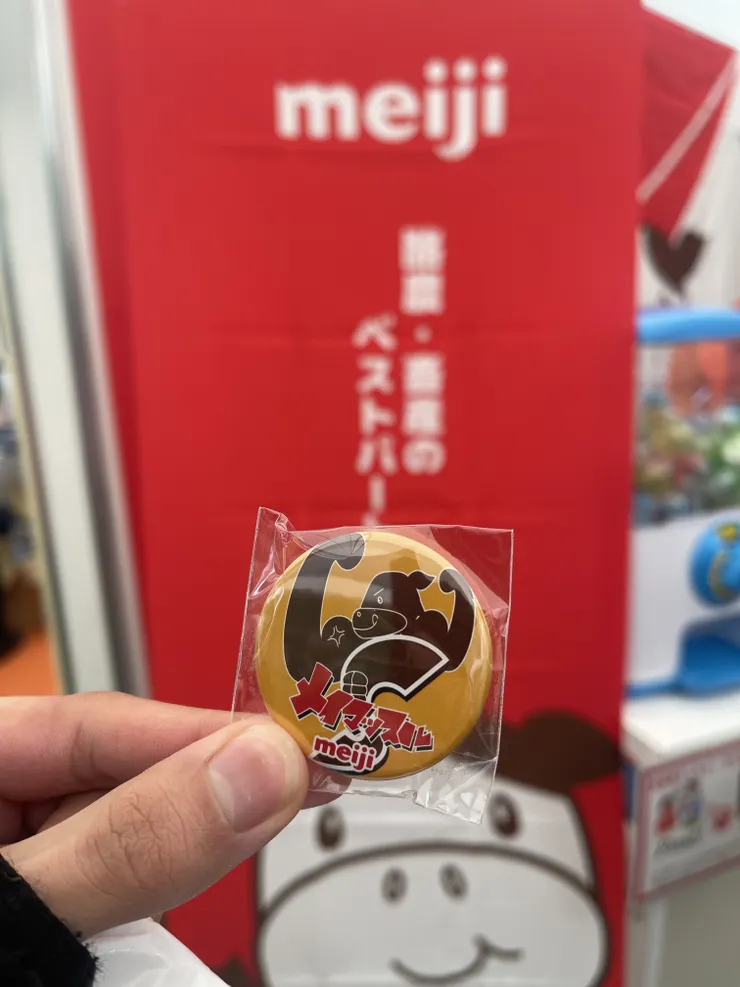 meiji
酪農・畜産の
ベストパー
メイマッスル
meiji